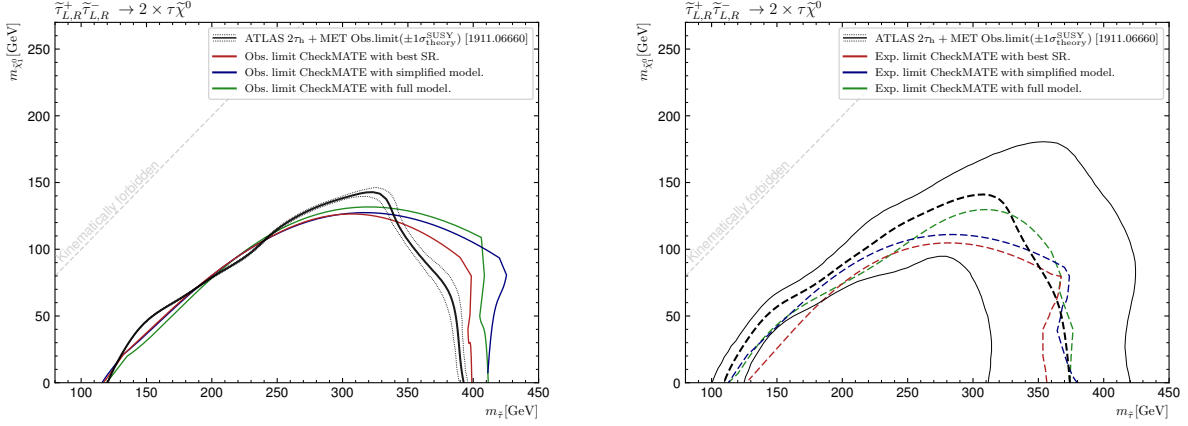 τ̃⁺_{L,R} τ̃⁻_{L,R} → 2 × τχ̃⁰
ATLAS 2τ_h + MET Obs.limit(±1σ^{SUSY}_{theory}) [1911.06660]
Obs. limit CheckMATE with best SR.
Obs. limit CheckMATE with simplified model.
Obs. limit CheckMATE with full model.
Kinematically forbidden
m_{χ̃⁰₁}[GeV]
250
200
150
100
50
0
100 150 200 250 300 350 400 450
m_{τ̃}[GeV]
τ̃⁺_{L,R} τ̃⁻_{L,R} → 2 × τχ̃⁰
ATLAS 2τ_h + MET Obs.limit(±1σ^{SUSY}_{theory}) [1911.06660]
Exp. limit CheckMATE with best SR.
Exp. limit CheckMATE with simplified model.
Exp. limit CheckMATE with full model.
Kinematically forbidden
m_{χ̃⁰₁}[GeV]
250
200
150
100
50
0
100 150 200 250 300 350 400 450
m_{τ̃}[GeV]